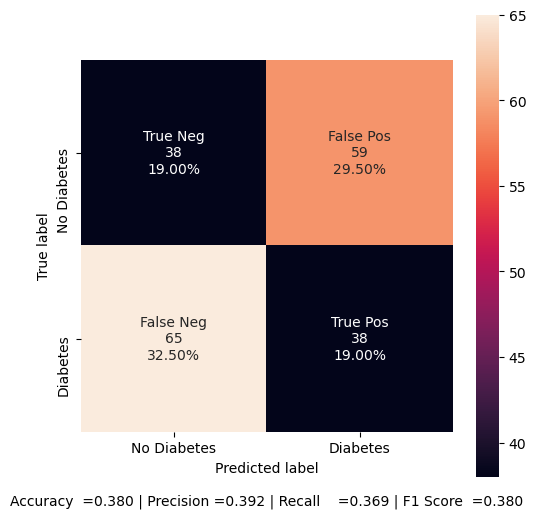 True Neg
38
19.00%
False Pos
59
29.50%
False Neg
65
32.50%
True Pos
38
19.00%
No Diabetes
Diabetes
True label
No Diabetes
Diabetes
Predicted label
65
60
55
50
45
40
Accuracy  =0.380 | Precision =0.392 | Recall    =0.369 | F1 Score  =0.380